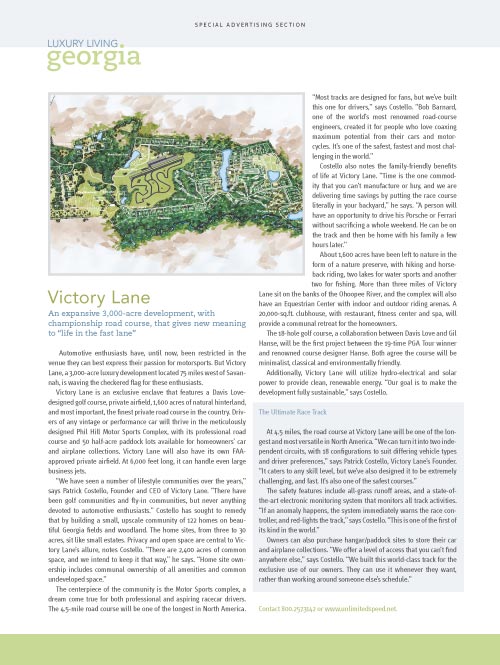 SPECIAL ADVERTISING SECTION
LUXURY LIVING
georgia
"Most tracks are designed for fans, but we've built
this one for drivers," says Costello. "Bob Barnard,
one of the world's most renowned road-course
engineers, created it for people who love coaxing
maximum potential from their cars and motor-
cycles. It's one of the safest, fastest and most chal-
lenging in the world."
Costello also notes the family-friendly benefits
of life at Victory Lane. "Time is the one commod-
ity that you can't manufacture or buy, and we are
delivering time savings by putting the race course
literally in your backyard," he says. "A person will
have an opportunity to drive his Porsche or Ferrari
without sacrificing a whole weekend. He can be on
the track and then be home with his family a few
hours later."
About 1,600 acres have been left to nature in the
form of a nature preserve, with hiking and horse-
back riding, two lakes for water sports and another
two for fishing. More than three miles of Victory
Lane sit on the banks of the Ohoopee River, and the complex will also
have an Equestrian Center with indoor and outdoor riding arenas. A
20,000-sq.ft. clubhouse, with restaurant, fitness center and spa, will
provide a communal retreat for the homeowners.
The 18-hole golf course, a collaboration between Davis Love and Gil
Hanse, will be the first project between the 19-time PGA Tour winner
and renowned course designer Hanse. Both agree the course will be
minimalist, classical and environmentally friendly.
Additionally, Victory Lane will utilize hydro-electrical and solar
power to provide clean, renewable energy. "Our goal is to make the
development fully sustainable," says Costello.
Victory Lane
An expansive 3,000-acre development, with
championship road course, that gives new meaning
to "life in the fast lane"
Automotive enthusiasts have, until now, been restricted in the
venue they can best express their passion for motorsports. But Victory
Lane, a 3,000-acre luxury development located 75 miles west of Savan-
nah, is waving the checkered flag for these enthusiasts.
Victory Lane is an exclusive enclave that features a Davis Love-
designed golf course, private airfield, 1,600 acres of natural hinterland,
and most important, the finest private road course in the country. Driv-
ers of any vintage or performance car will thrive in the meticulously
designed Phil Hill Motor Sports Complex, with its professional road
course and 50 half-acre paddock lots available for homeowners' car
and airplane collections. Victory Lane will also have its own FAA-
approved private airfield. At 6,000 feet long, it can handle even large
business jets.
"We have seen a number of lifestyle communities over the years,"
says Patrick Costello, Founder and CEO of Victory Lane. "There have
been golf communities and fly-in communities, but never anything
devoted to automotive enthusiasts." Costello has sought to remedy
that by building a small, upscale community of 122 homes on beau-
tiful Georgia fields and woodland. The home sites, from three to 30
acres, sit like small estates. Privacy and open space are central to Vic-
tory Lane's allure, notes Costello. "There are 2,400 acres of common
space, and we intend to keep it that way," he says. "Home site own-
ership includes communal ownership of all amenities and common
undeveloped space."
The centerpiece of the community is the Motor Sports complex, a
dream come true for both professional and aspiring racecar drivers.
The 4.5-mile road course will be one of the longest in North America.
The Ultimate Race Track
At 4.5 miles, the road course at Victory Lane will be one of the lon-
gest and most versatile in North America. "We can turn it into two inde-
pendent circuits, with 18 configurations to suit differing vehicle types
and driver preferences," says Patrick Costello, Victory Lane's Founder.
"It caters to any skill level, but we've also designed it to be extremely
challenging, and fast. It's also one of the safest courses."
The safety features include all-grass runoff areas, and a state-of-
the-art electronic monitoring system that monitors all track activities.
"If an anomaly happens, the system immediately warns the race con-
troller, and red-lights the track," says Costello. "This is one of the first of
its kind in the world."
Owners can also purchase hangar/paddock sites to store their car
and airplane collections. "We offer a level of access that you can't find
anywhere else," says Costello. "We built this world-class track for the
exclusive use of our owners. They can use it whenever they want,
rather than working around someone else's schedule."
Contact 800.257.3142 or www.unlimitedspeed.net.